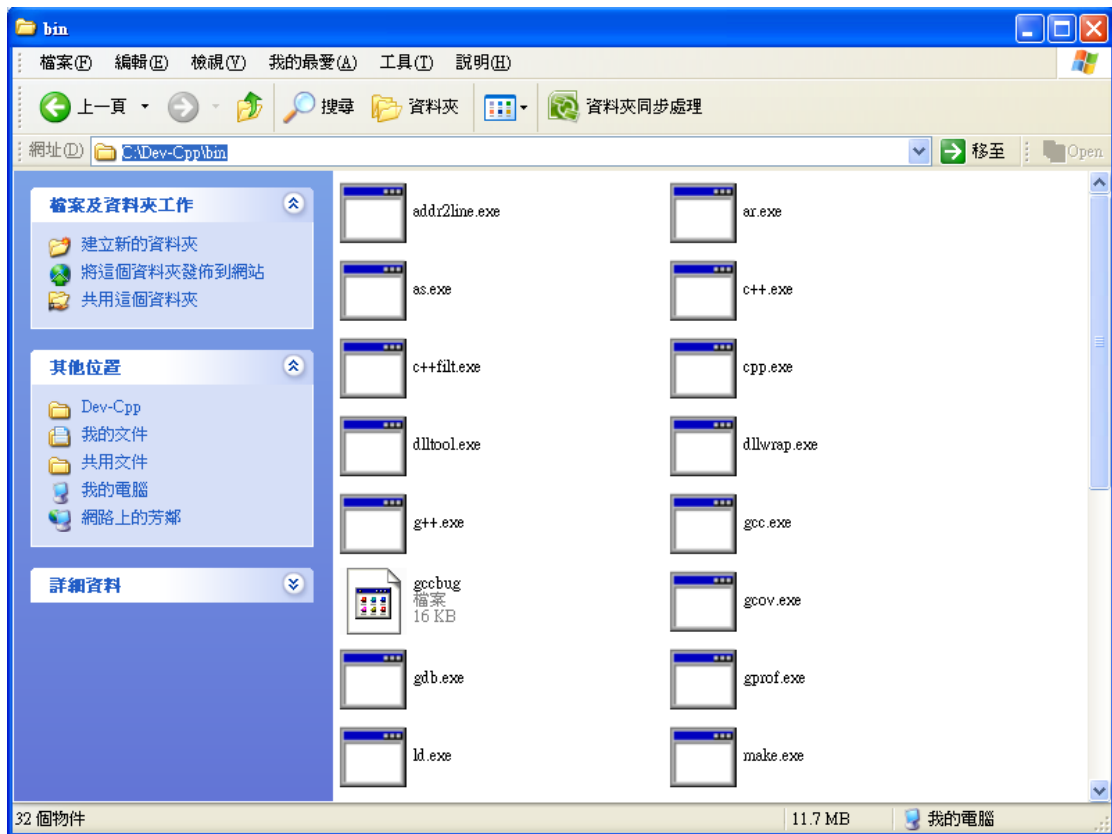 bin
檔案(F) 編輯(E) 檢視(V) 我的最愛(A) 工具(T) 說明(H)
上一頁 搜尋 資料夾 資料夾同步處理
網址(D) C:\Dev-Cpp\bin 移至 Open
檔案及資料夾工作
建立新的資料夾
將這個資料夾發佈到網站
共用這個資料夾
其他位置
Dev-Cpp
我的文件
共用文件
我的電腦
網路上的芳鄰
詳細資料
addr2line.exe ar.exe
as.exe c++.exe
c++filt.exe cpp.exe
dlltool.exe dllwrap.exe
g++.exe gcc.exe
gccbug
檔案
16 KB
gcov.exe
gdb.exe gprof.exe
ld.exe make.exe
32 個物件 11.7 MB 我的電腦